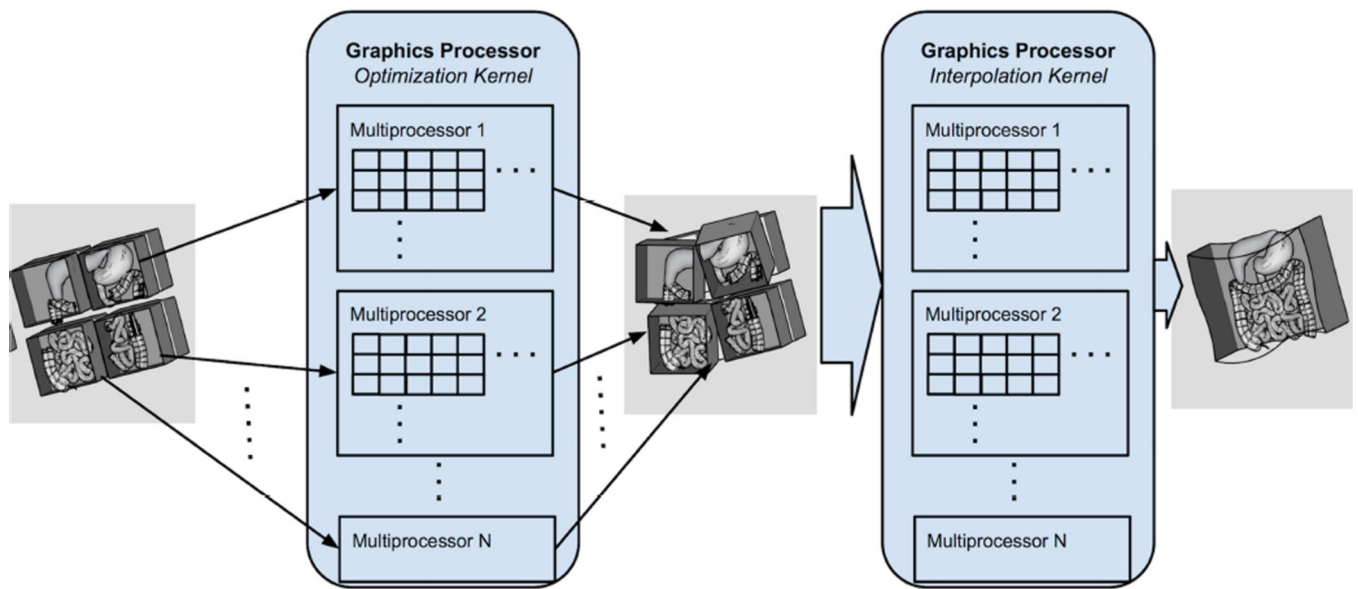 Graphics Processor
Optimization Kernel
Multiprocessor 1
Multiprocessor 2
Multiprocessor N
Graphics Processor
Interpolation Kernel
Multiprocessor 1
Multiprocessor 2
Multiprocessor N